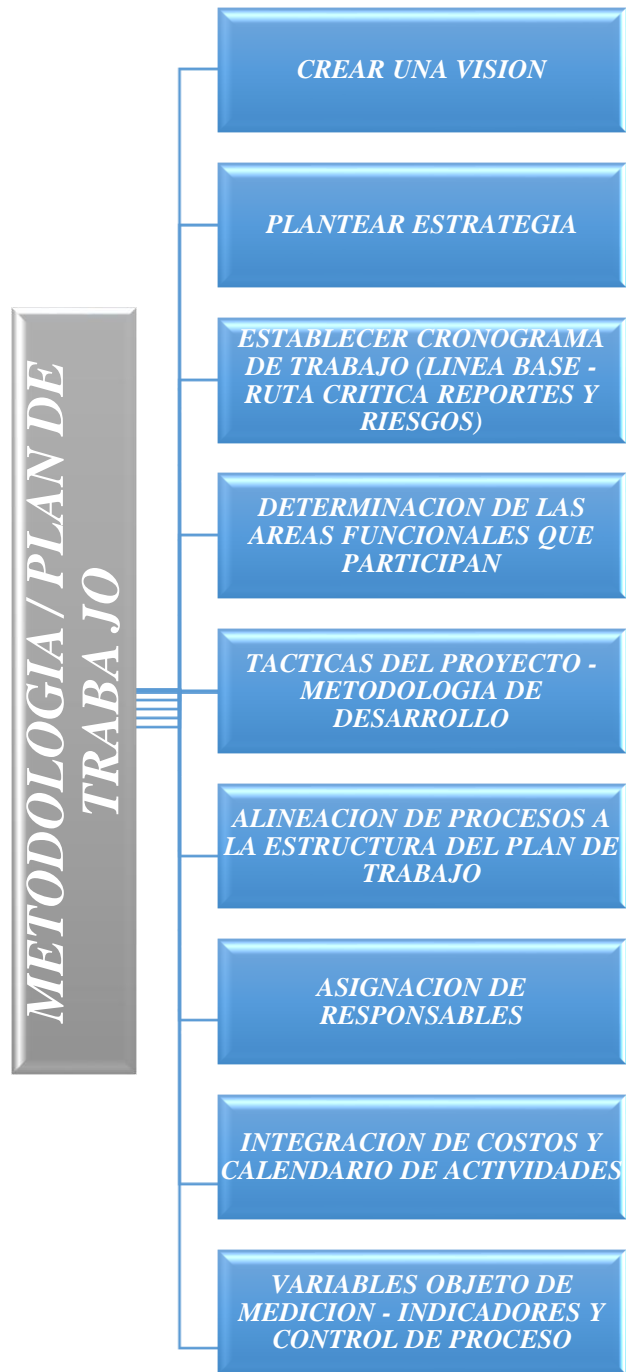 METODOLOGIA / PLAN DE
TRABAJO
CREAR UNA VISION
PLANTEAR ESTRATEGIA
ESTABLECER CRONOGRAMA
DE TRABAJO (LINEA BASE -
RUTA CRITICA REPORTES Y
RIESGOS)
DETERMINACION DE LAS
AREAS FUNCIONALES QUE
PARTICIPAN
TACTICAS DEL PROYECTO -
METODOLOGIA DE
DESARROLLO
ALINEACION DE PROCESOS A
LA ESTRUCTURA DEL PLAN DE
TRABAJO
ASIGNACION DE
RESPONSABLES
INTEGRACION DE COSTOS Y
CALENDARIO DE ACTIVIDADES
VARIABLES OBJETO DE
MEDICION - INDICADORES Y
CONTROL DE PROCESO